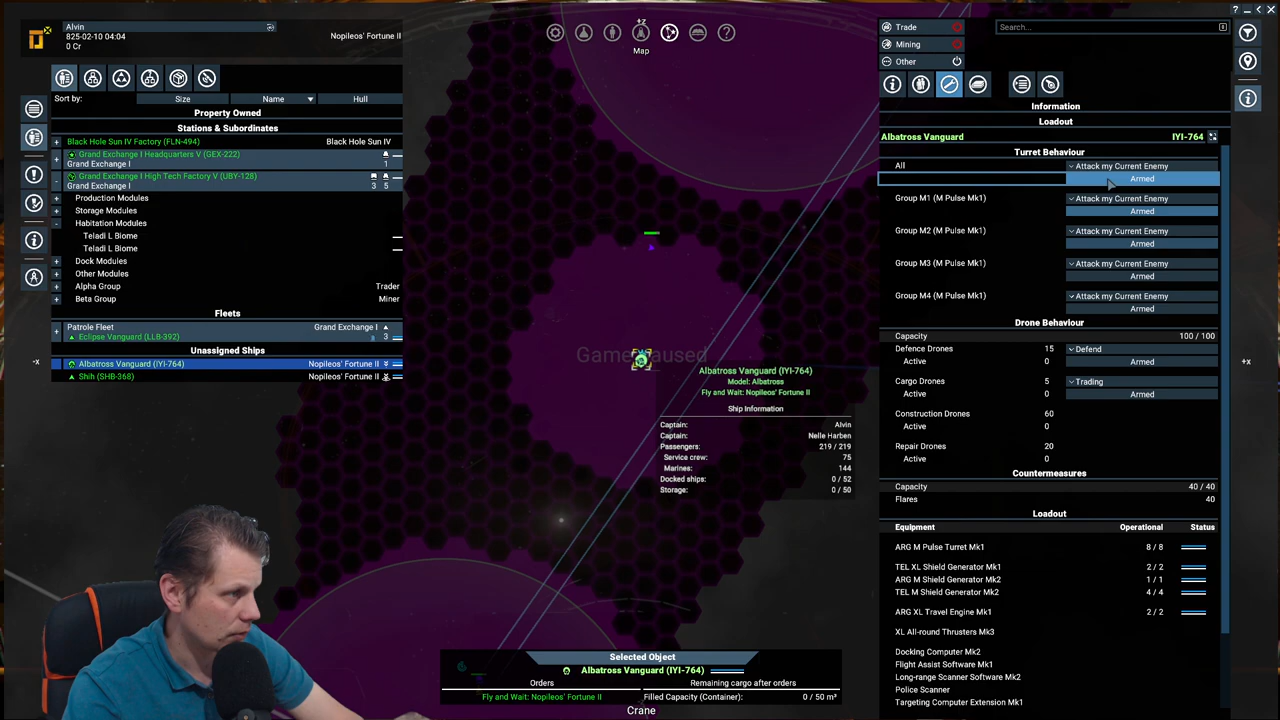 Alvin
825-02-10 04:04
0 Cr
Nopileos' Fortune II
Sort by:
Size
Name
Hull
Property Owned
Stations & Subordinates
Black Hole Sun IV Factory (FLN-494)
Black Hole Sun IV
Grand Exchange I Headquarters V (GEX-222)
Grand Exchange I
1
Grand Exchange I High Tech Factory V (UBY-128)
Grand Exchange I
3 5
Production Modules
Storage Modules
Habitation Modules
Teladi L Biome
Teladi L Biome
Dock Modules
Other Modules
Alpha Group
Trader
Beta Group
Miner
Fleets
Patrole Fleet
Grand Exchange I
Eclipse Vanguard (LLB-392)
3
Unassigned Ships
Albatross Vanguard (IYI-764)
Nopileos' Fortune II
Shih (SHB-368)
Nopileos' Fortune II
-x
+z
Map
Game Paused
Albatross Vanguard (IYI-764)
Model: Albatross
Fly and Wait: Nopileos' Fortune II
Ship Information
Captain: Alvin
Captain: Nelle Harben
Passengers: 219 / 219
Service crew: 75
Marines: 144
Docked ships: 0 / 52
Storage: 0 / 50
Selected Object
Albatross Vanguard (IYI-764)
Orders
Remaining cargo after orders
Fly and Wait: Nopileos' Fortune II
Filled Capacity (Container): 0 / 50 m³
Crane
Trade
Mining
Other
Search...
Information
Loadout
Albatross Vanguard
IYI-764
Turret Behaviour
All
Attack my Current Enemy
Armed
Group M1 (M Pulse Mk1)
Attack my Current Enemy
Armed
Group M2 (M Pulse Mk1)
Attack my Current Enemy
Armed
Group M3 (M Pulse Mk1)
Attack my Current Enemy
Armed
Group M4 (M Pulse Mk1)
Attack my Current Enemy
Armed
Drone Behaviour
Capacity 100 / 100
Defence Drones 15 Defend
Active 0 Armed
Cargo Drones 5 Trading
Active 0 Armed
Construction Drones 60
Active 0
Repair Drones 20
Active 0
Countermeasures
Capacity 40 / 40
Flares 40
Loadout
Equipment Operational Status
ARG M Pulse Turret Mk1 8 / 8
TEL XL Shield Generator Mk1 2 / 2
ARG M Shield Generator Mk2 1 / 1
TEL M Shield Generator Mk2 4 / 4
ARG XL Travel Engine Mk1 2 / 2
XL All-round Thrusters Mk3
Docking Computer Mk2
Flight Assist Software Mk1
Long-range Scanner Software Mk2
Police Scanner
Targeting Computer Extension Mk1
+x